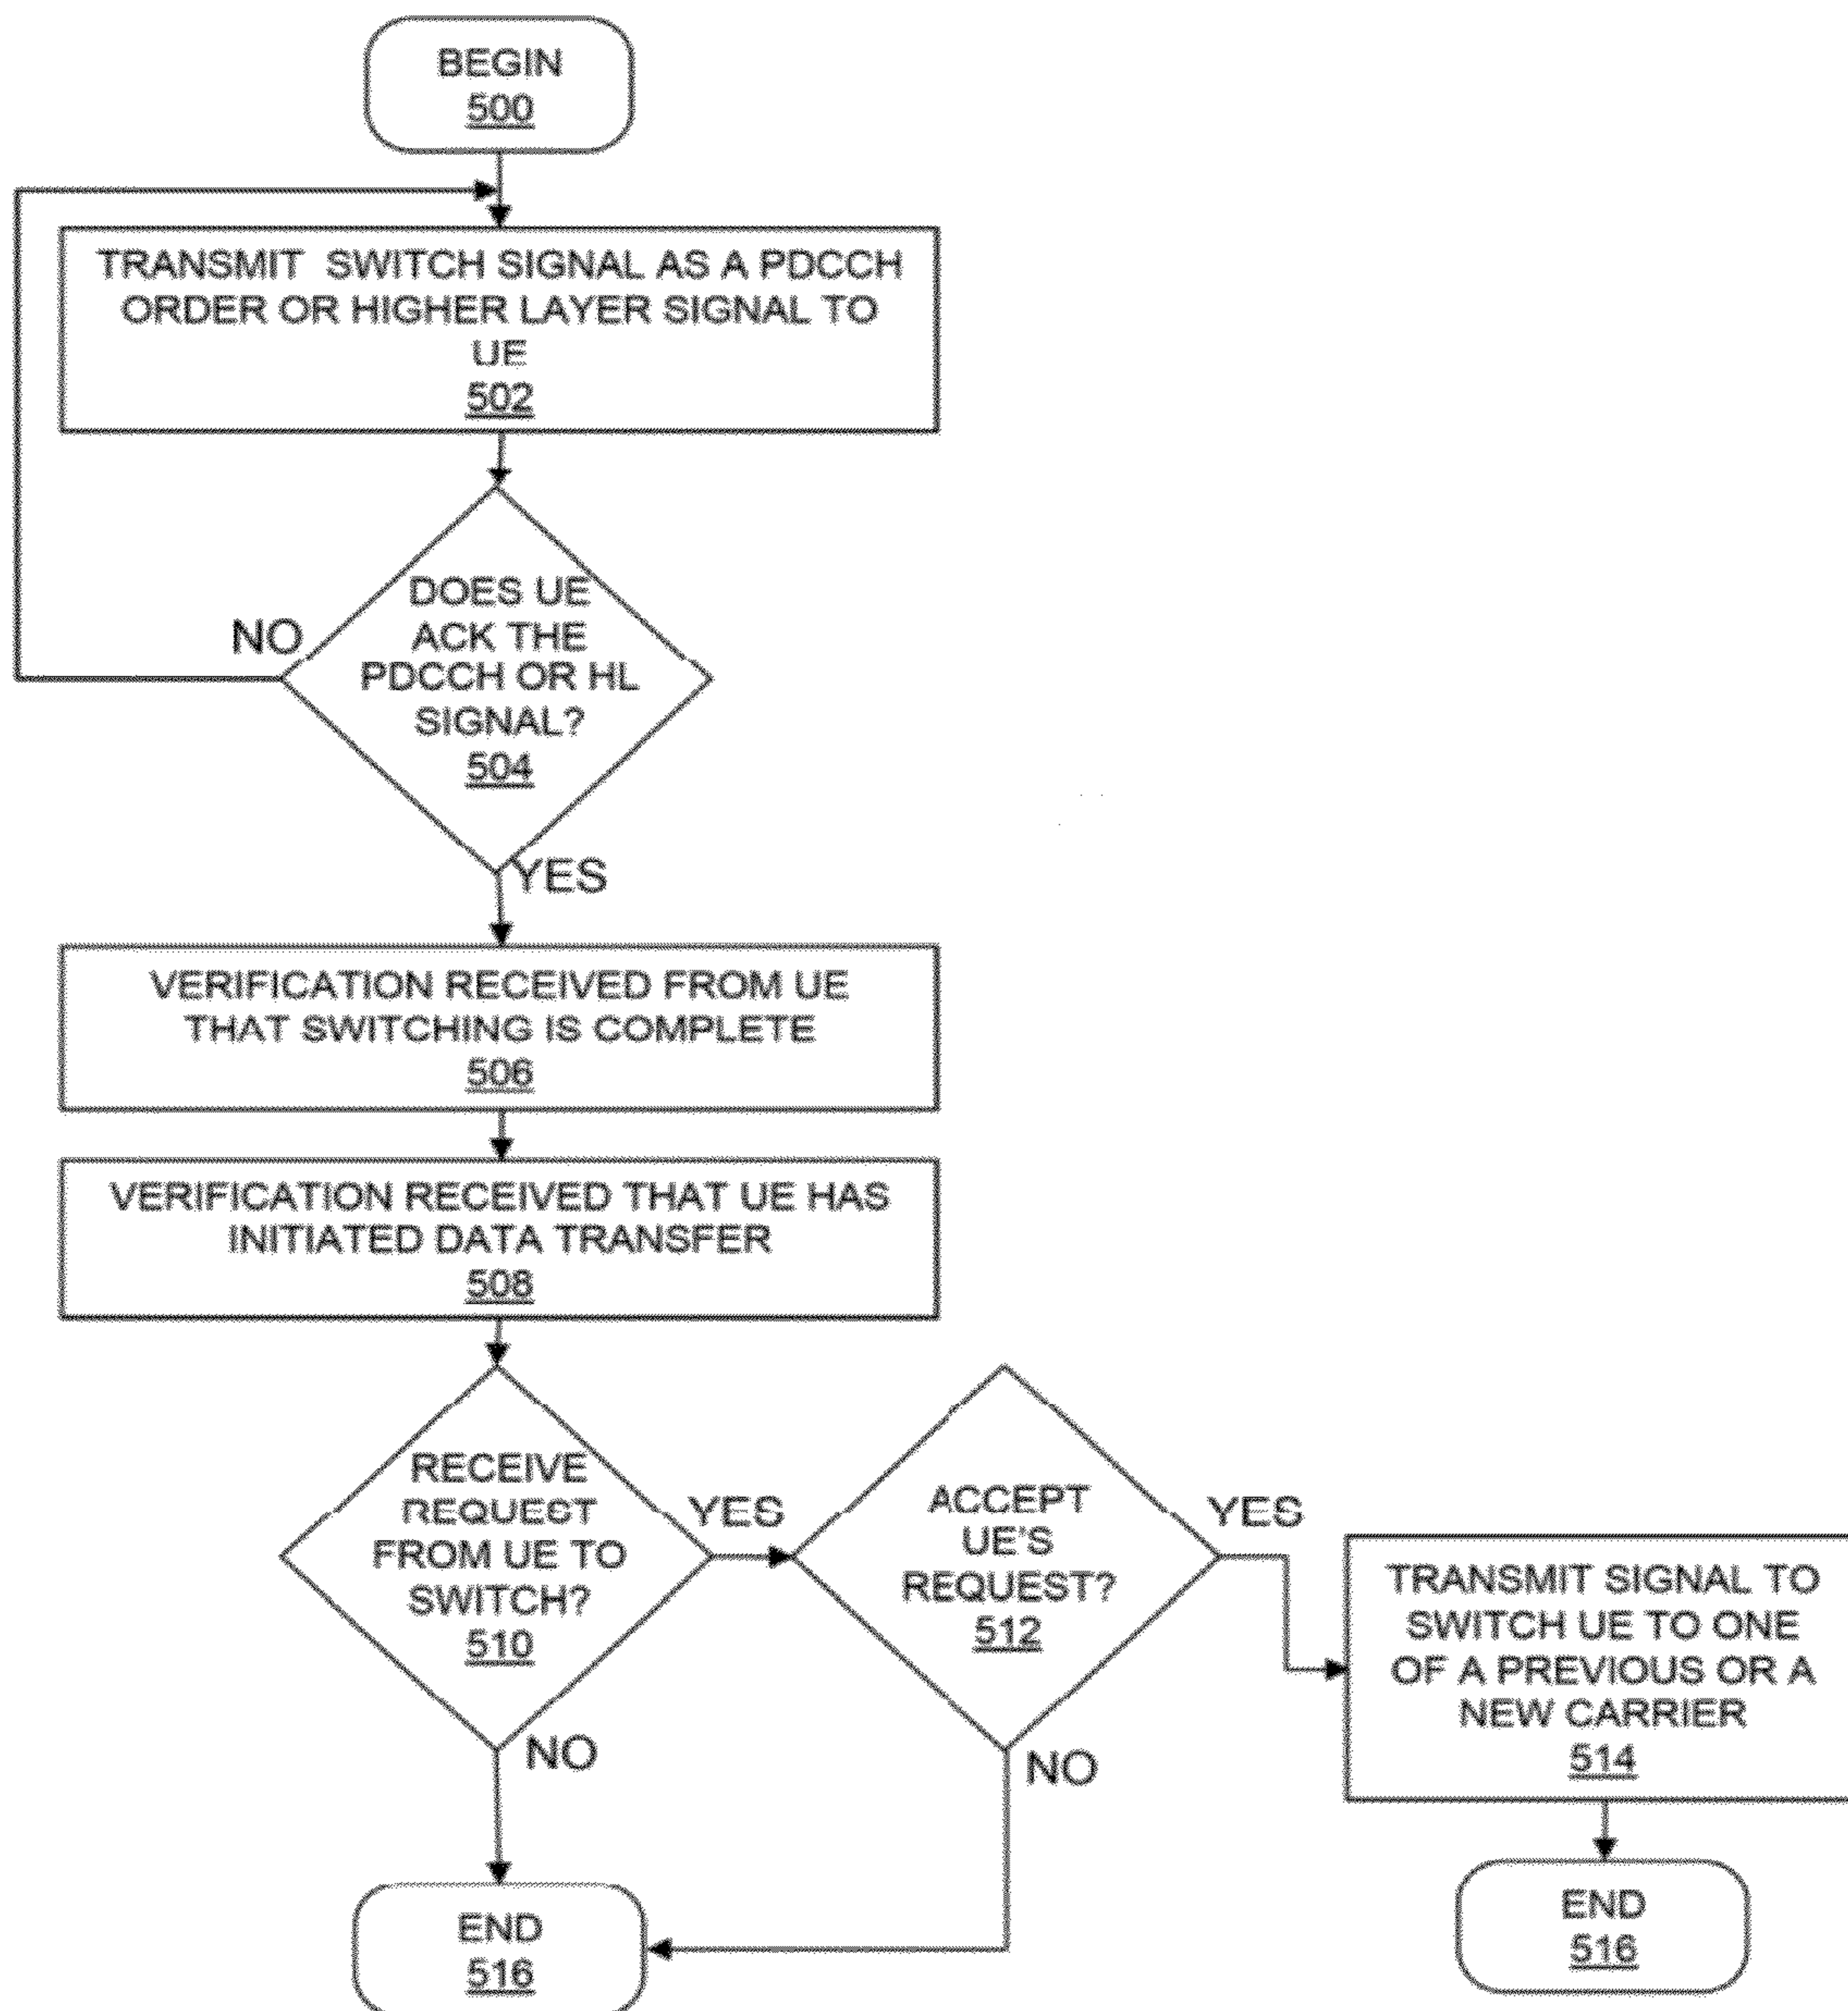 BEGIN
500
TRANSMIT SWITCH SIGNAL AS A PDCCH
ORDER OR HIGHER LAYER SIGNAL TO
UE
502
DOES UE
ACK THE
PDCCH OR HL
SIGNAL?
504
NO
YES
VERIFICATION RECEIVED FROM UE
THAT SWITCHING IS COMPLETE
506
VERIFICATION RECEIVED THAT UE HAS
INITIATED DATA TRANSFER
508
RECEIVE
REQUEST
FROM UE TO
SWITCH?
510
YES
NO
ACCEPT
UE'S
REQUEST?
512
YES
NO
TRANSMIT SIGNAL TO
SWITCH UE TO ONE
OF A PREVIOUS OR A
NEW CARRIER
514
END
516
END
516